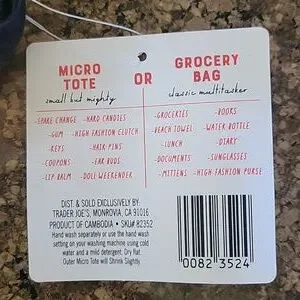 MICRO TOTE
small but mighty
OR
GROCERY BAG
classic multitasker
-SPARE CHANGE -HARD CANDIES
-GUM -HIGH FASHION CLUTCH
-KEYS -HAIR PINS
-COUPONS -EAR BUDS
-LIP BALM -DOLL WEEKENDER
-GROCERIES -BOOKS
-BEACH TOWEL -WATER BOTTLE
-LUNCH -DIARY
-DOCUMENTS -SUNGLASSES
-MITTENS -HIGH FASHION PURSE
DIST. & SOLD EXCLUSIVELY BY:
TRADER JOE'S, MONROVIA, CA 91016
PRODUCT OF CAMBODIA • SKU# 82352
Hand wash separately or use the hand wash
setting on your washing machine using cold
water and a mild detergent. Dry flat.
Outer Micro Tote will Shrink Slightly.
0082 3524